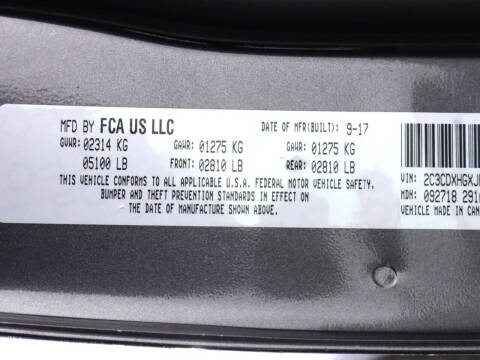 MFD BY FCA US LLC DATE OF MFR(BUILT): 9-17
GVWR: 02314 KG GAWR: 01275 KG GAWR: 01275 KG
05100 LB FRONT: 02810 LB REAR: 02810 LB
THIS VEHICLE CONFORMS TO ALL APPLICABLE U.S.A. FEDERAL MOTOR VEHICLE SAFETY,
BUMPER AND THEFT PREVENTION STANDARDS IN EFFECT ON
THE DATE OF MANUFACTURE SHOWN ABOVE.
VIN: 2C3CDXHGXJ
MDH: 092718 291
VEHICLE MADE IN CAN